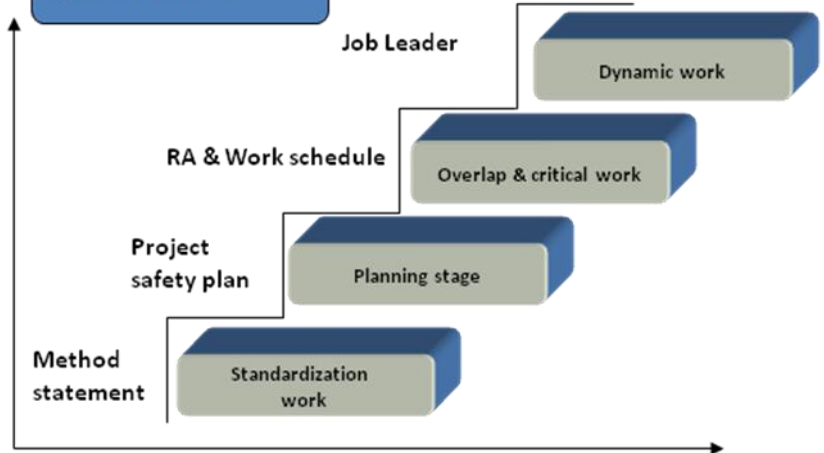 Job Leader
Dynamic work
RA & Work schedule
Overlap & critical work
Project
safety plan
Planning stage
Method
statement
Standardization
work